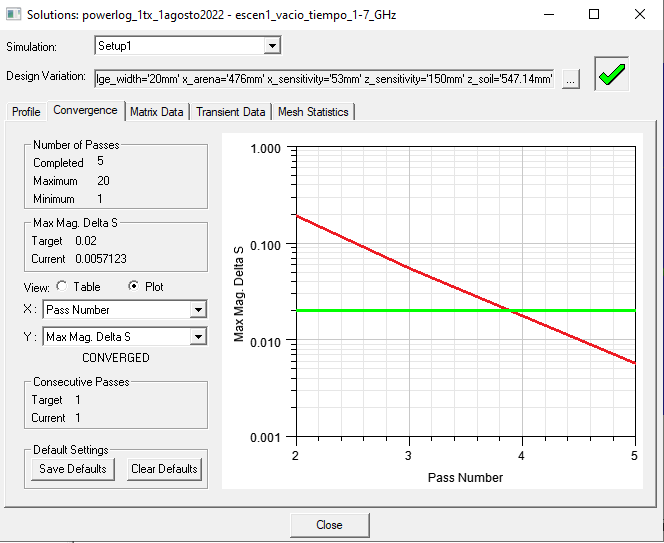 Solutions: powerlog_1tx_1agosto2022 - escen1_vacio_tiempo_1-7_GHz
Simulation: Setup1
Design Variation: lge_width='20mm' x_arena='476mm' x_sensitivity='53mm' z_sensitivity='150mm' z_soil='547.14mm' ...
Profile Convergence Matrix Data Transient Data Mesh Statistics
Number of Passes
Completed 5
Maximum 20
Minimum 1
Max Mag. Delta S
Target 0.02
Current 0.0057123
View: Table Plot
X : Pass Number
Y : Max Mag. Delta S
CONVERGED
Consecutive Passes
Target 1
Current 1
Default Settings
Save Defaults Clear Defaults
1.000
0.100
0.010
0.001
Max Mag. Delta S
2 3 4 5
Pass Number
Close